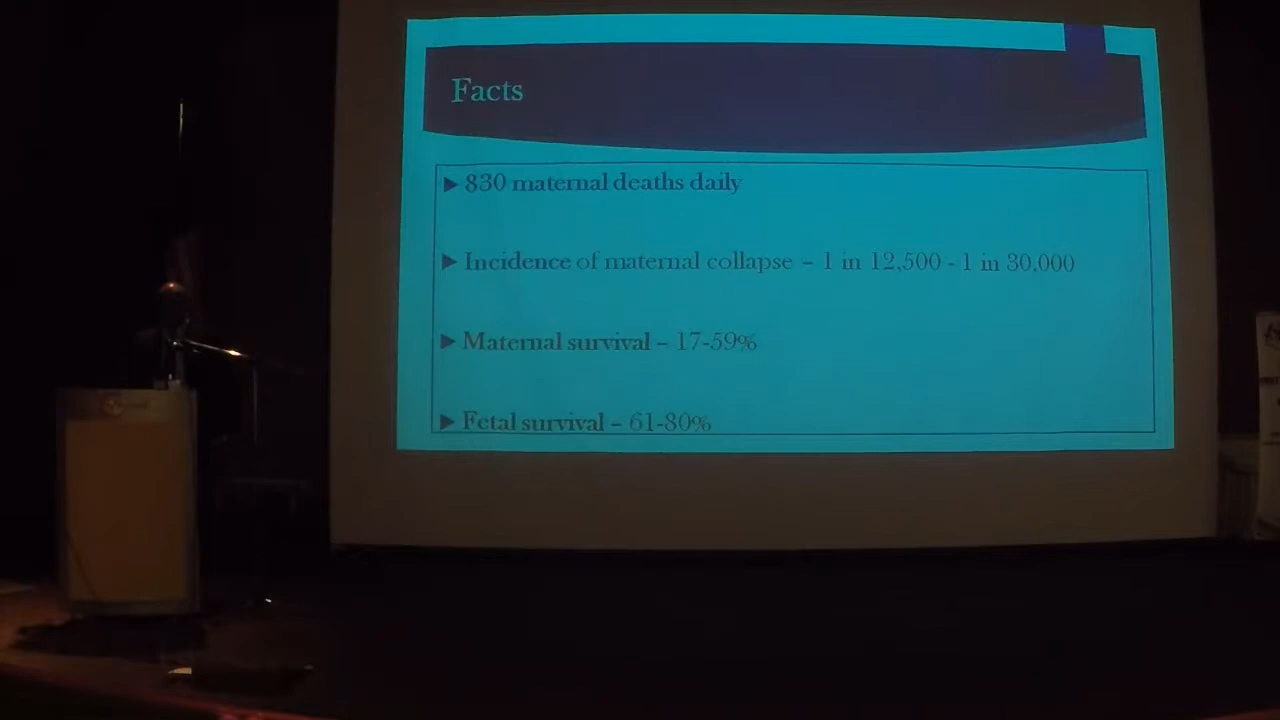 Facts
▶ 830 maternal deaths daily
▶ Incidence of maternal collapse – 1 in 12,500 - 1 in 30,000
▶ Maternal survival – 17-59%
▶ Fetal survival – 61-80%